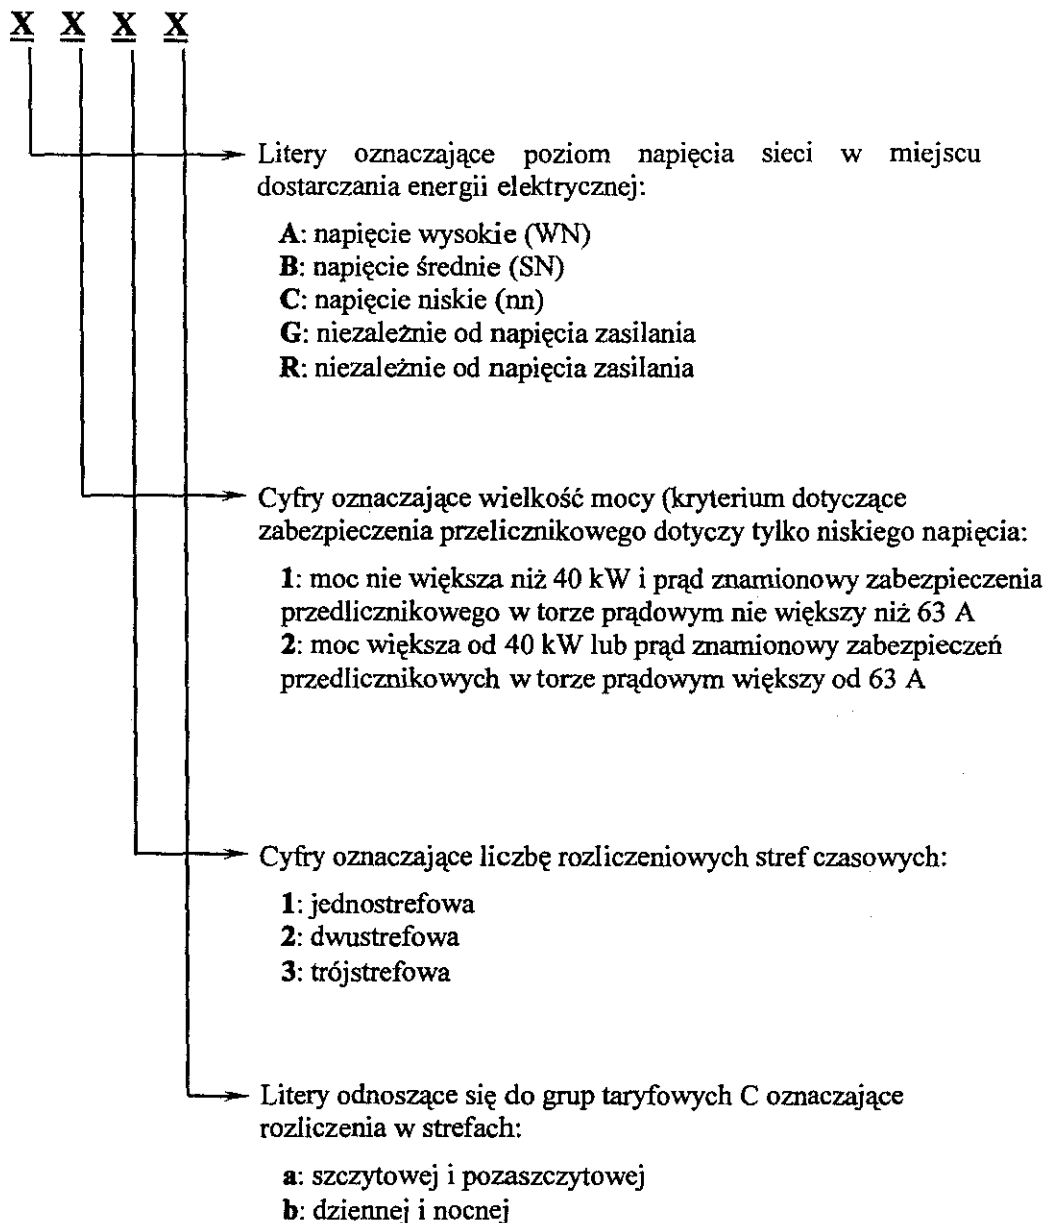 X X X X
Litery oznaczające poziom napięcia sieci w miejscu
dostarczania energii elektrycznej:
A: napięcie wysokie (WN)
B: napięcie średnie (SN)
C: napięcie niskie (nn)
G: niezależnie od napięcia zasilania
R: niezależnie od napięcia zasilania
Cyfry oznaczające wielkość mocy (kryterium dotyczące
zabezpieczenia przelicznikowego dotyczy tylko niskiego napięcia:
1: moc nie większa niż 40 kW i prąd znamionowy zabezpieczenia
przedlicznikowego w torze prądowym nie większy niż 63 A
2: moc większa od 40 kW lub prąd znamionowy zabezpieczeń
przedlicznikowych w torze prądowym większy od 63 A
Cyfry oznaczające liczbę rozliczeniowych stref czasowych:
1: jednostrefowa
2: dwustrefowa
3: trójstrefowa
Litery odnoszące się do grup taryfowych C oznaczające
rozliczenia w strefach:
a: szczytowej i pozaszczytowej
b: dziennej i nocnej